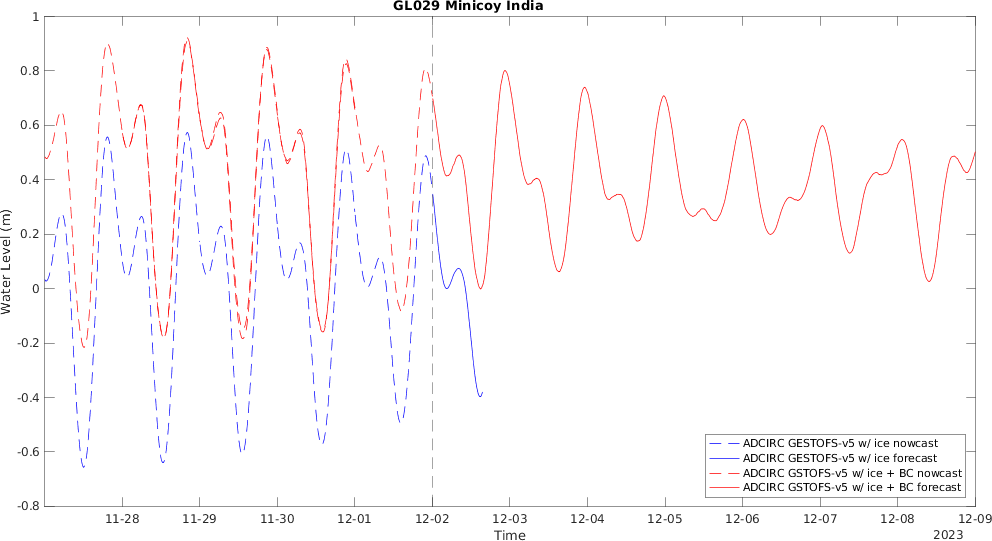 GL029 Minicoy India
1
0.8
0.6
0.4
0.2
0
-0.2
-0.4
-0.6
-0.8
Water Level (m)
11-28 11-29 11-30 12-01 12-02 12-03 12-04 12-05 12-06 12-07 12-08 12-09
Time
2023
ADCIRC GESTOFS-v5 w/ ice nowcast
ADCIRC GESTOFS-v5 w/ ice forecast
ADCIRC GSTOFS-v5 w/ ice + BC nowcast
ADCIRC GSTOFS-v5 w/ ice + BC forecast